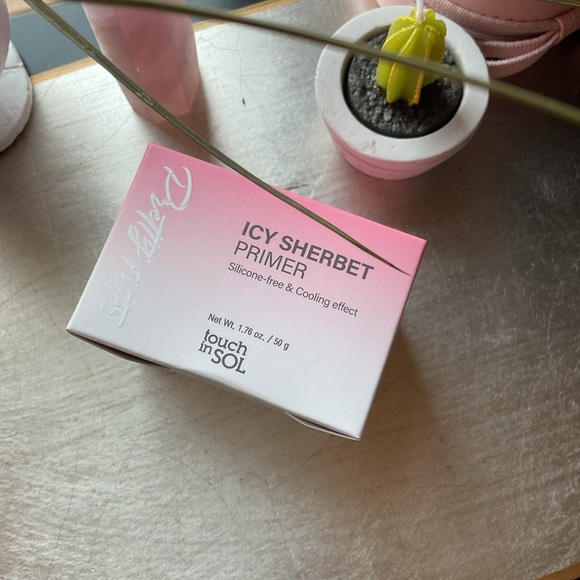 ICY SHERBET
PRIMER
Silicone-free & Cooling effect
Net Wt. 1.76 oz. / 50 g
touch
in SOL